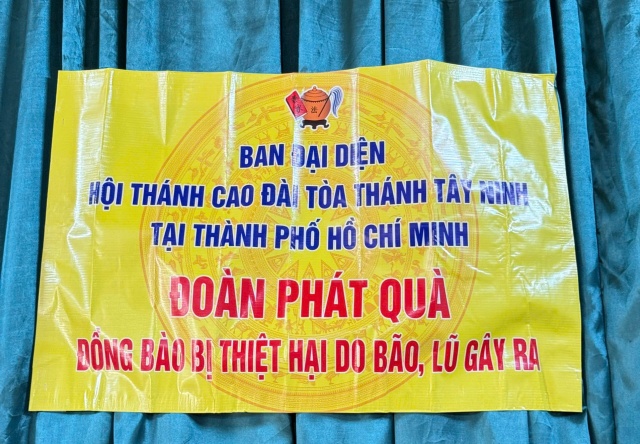 BAN ĐẠI DIỆN
HỘI THÁNH CAO ĐÀI TÒA THÁNH TÂY NINH
TẠI THÀNH PHỐ HỒ CHÍ MINH
ĐOÀN PHÁT QUÀ
ĐỒNG BÀO BỊ THIỆT HẠI DO BÃO, LŨ GÂY RA